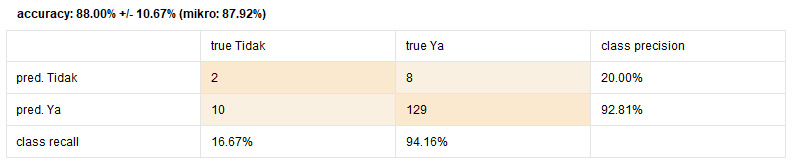 accuracy: 88.00% +/- 10.67% (mikro: 87.92%)
true Tidak true Ya class precision
pred. Tidak 2 8 20.00%
pred. Ya 10 129 92.81%
class recall 16.67% 94.16%